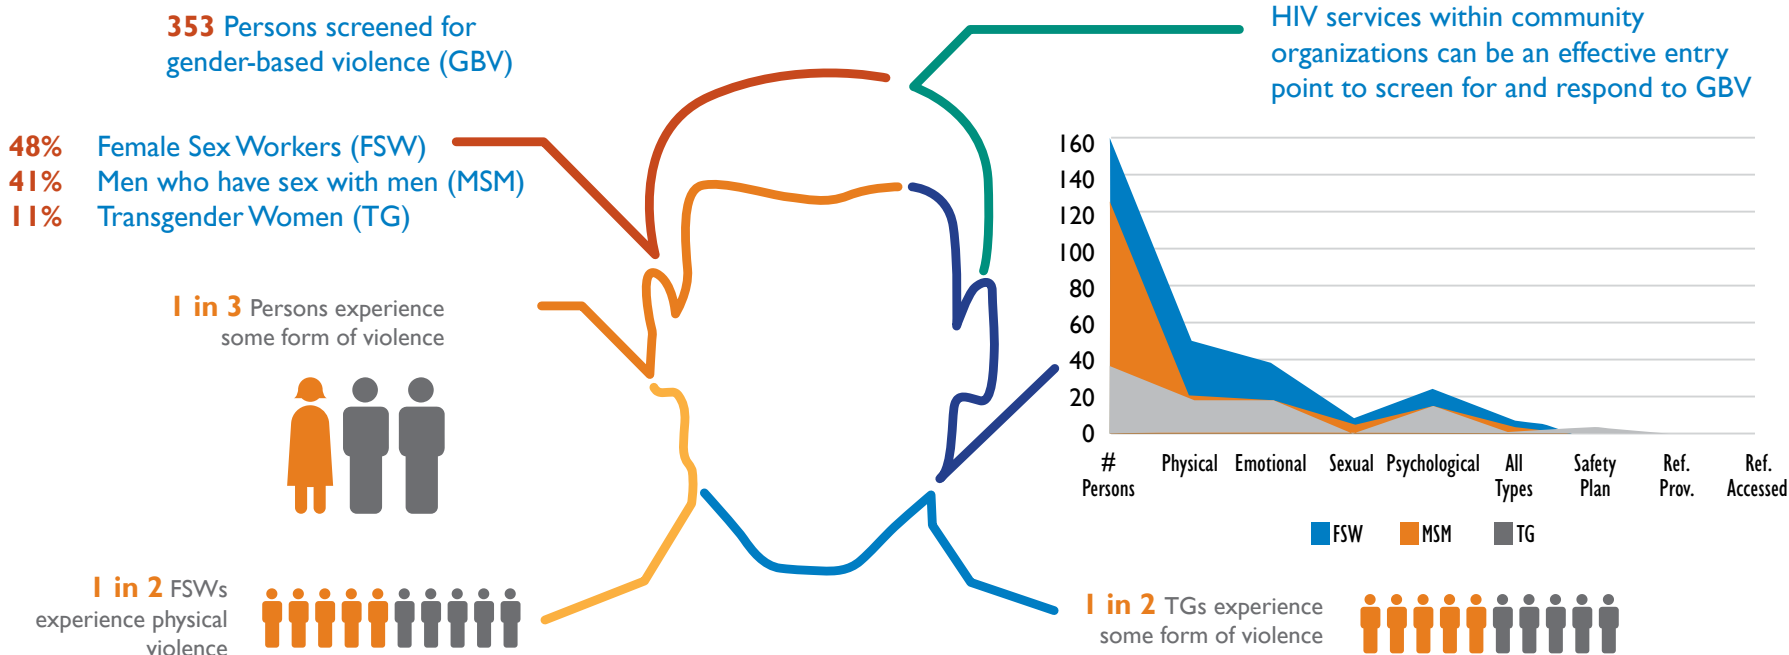 353 Persons screened for
gender-based violence (GBV)
48% Female Sex Workers (FSW)
41% Men who have sex with men (MSM)
11% Transgender Women (TG)
1 in 3 Persons experience
some form of violence
1 in 2 FSWs
experience physical
violence
HIV services within community
organizations can be an effective entry
point to screen for and respond to GBV
160
140
120
100
80
60
40
20
0
# Persons
Physical
Emotional
Sexual
Psychological
All Types
Safety Plan
Ref. Prov.
Ref. Accessed
FSW MSM TG
1 in 2 TGs experience
some form of violence